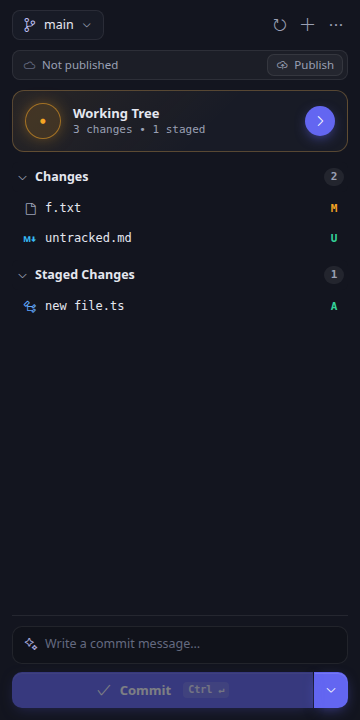 main
Not published
Publish
Working Tree
3 changes • 1 staged
Changes
2
f.txt
M
M↓
untracked.md
U
Staged Changes
1
new file.ts
A
Write a commit message…
Commit
Ctrl ↵